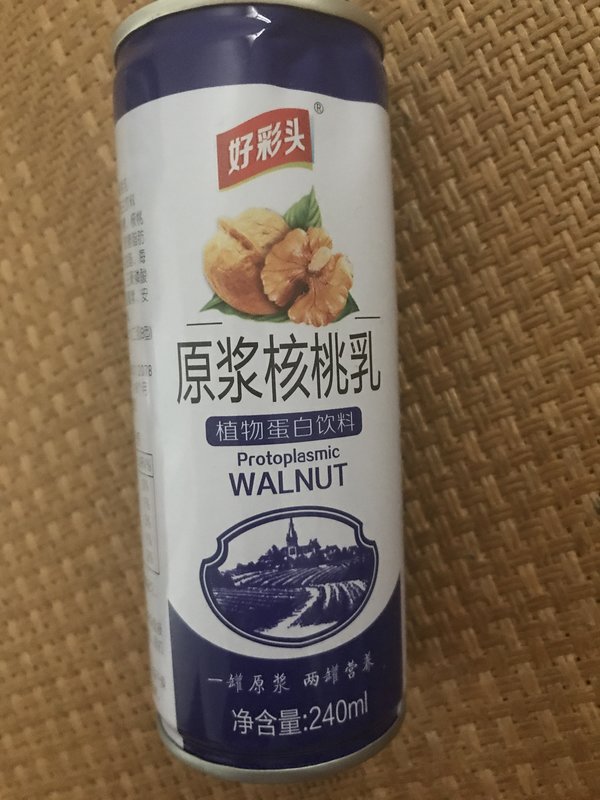 好彩头
®
原浆核桃乳
植物蛋白饮料
Protoplasmic
WALNUT
一罐原浆 两罐营养
净含量:240ml